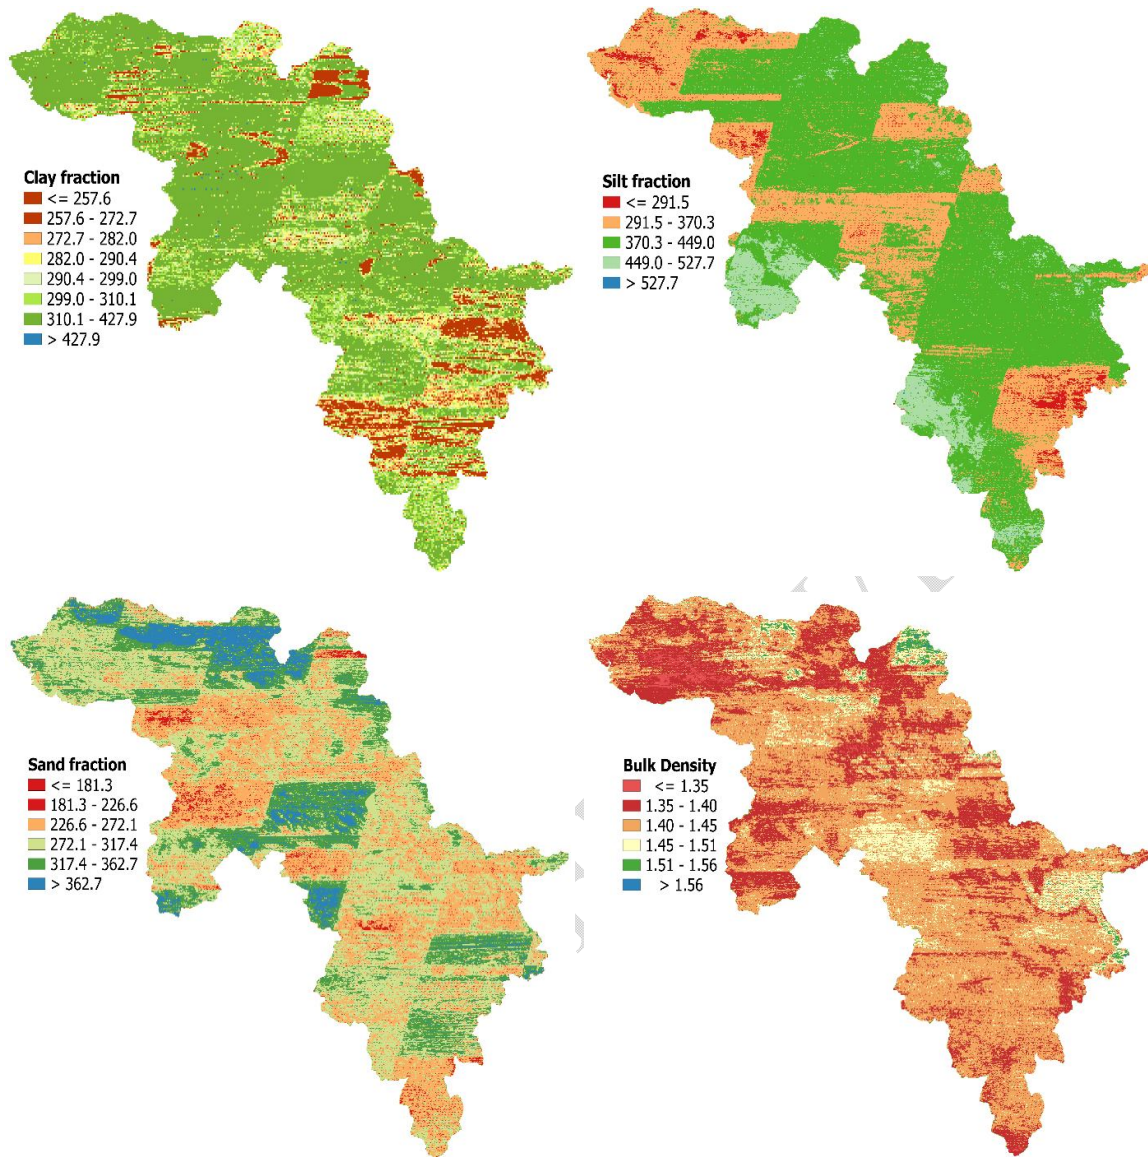 Clay fraction
<= 257.6
257.6 - 272.7
272.7 - 282.0
282.0 - 290.4
290.4 - 299.0
299.0 - 310.1
310.1 - 427.9
> 427.9
Silt fraction
<= 291.5
291.5 - 370.3
370.3 - 449.0
449.0 - 527.7
> 527.7
Sand fraction
<= 181.3
181.3 - 226.6
226.6 - 272.1
272.1 - 317.4
317.4 - 362.7
> 362.7
Bulk Density
<= 1.35
1.35 - 1.40
1.40 - 1.45
1.45 - 1.51
1.51 - 1.56
> 1.56